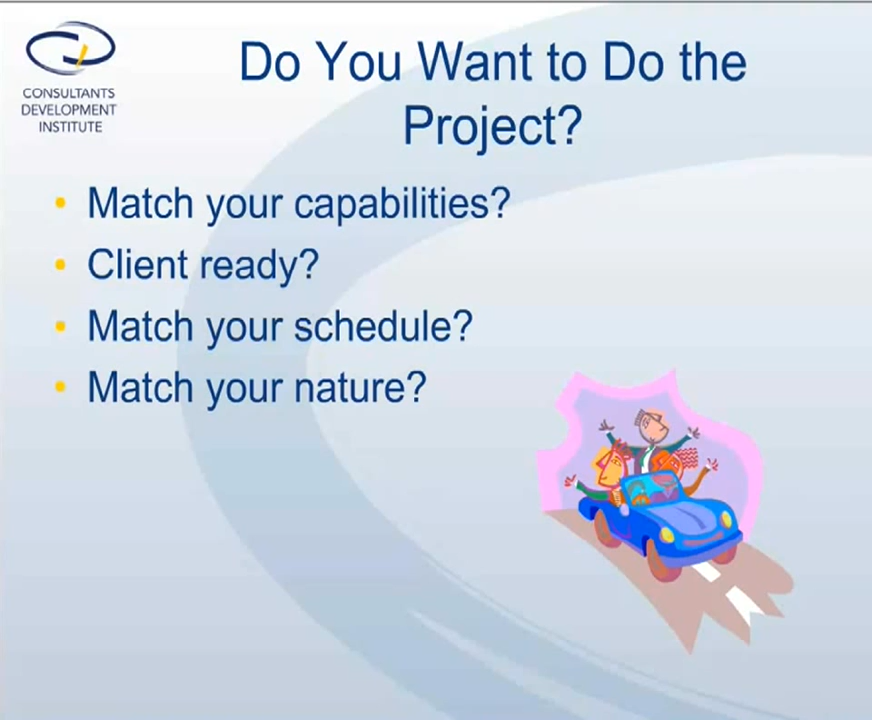 CONSULTANTS
DEVELOPMENT
INSTITUTE
Do You Want to Do the
Project?
• Match your capabilities?
• Client ready?
• Match your schedule?
• Match your nature?